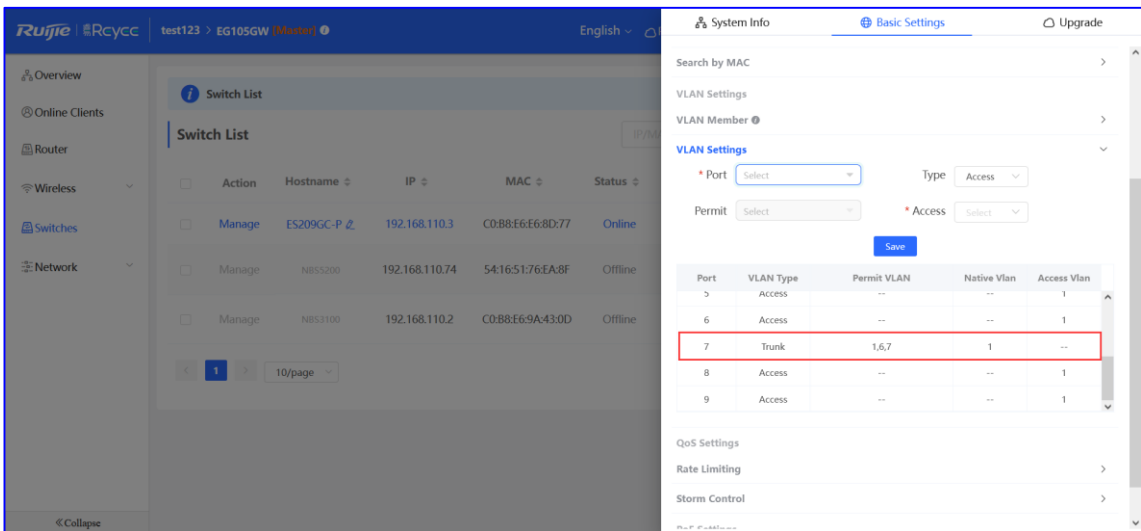 Ruijie | Rcycc test123 > EG105GW [Master] English
Overview
Online Clients
Router
Wireless
Switches
Network
Collapse
Switch List
Switch List
IP/MA
Action Hostname IP MAC Status
Manage ES209GC-P 192.168.110.3 C0:B8:E6:E6:8D:77 Online
Manage NBS5200 192.168.110.74 54:16:51:76:EA:8F Offline
Manage NBS3100 192.168.110.2 C0:B8:E6:9A:43:0D Offline
< 1 > 10/page
System Info Basic Settings Upgrade
Search by MAC
VLAN Settings
VLAN Member
VLAN Settings
* Port Select Type Access
Permit Select * Access Select
Save
Port VLAN Type Permit VLAN Native Vlan Access Vlan
5 Access -- -- 1
6 Access -- -- 1
7 Trunk 1,6,7 1 --
8 Access -- -- 1
9 Access -- -- 1
QoS Settings
Rate Limiting
Storm Control
PoE Settings